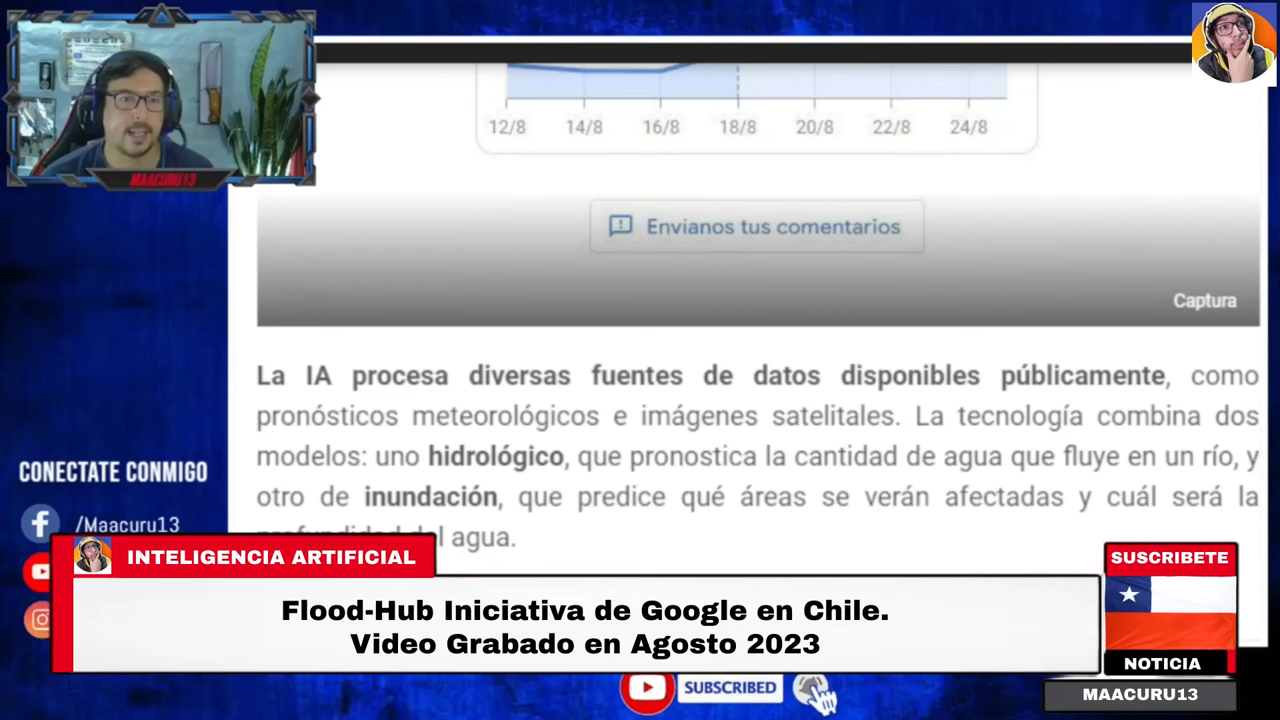 MAACURU13
12/8 14/8 16/8 18/8 20/8 22/8 24/8
Envianos tus comentarios
Captura
La IA procesa diversas fuentes de datos disponibles públicamente, como
pronósticos meteorológicos e imágenes satelitales. La tecnología combina dos
modelos: uno hidrológico, que pronostica la cantidad de agua que fluye en un río, y
otro de inundación, que predice qué áreas se verán afectadas y cuál será la
agua.
CONECTATE CONMIGO
/Maacuru13
INTELIGENCIA ARTIFICIAL
Flood-Hub Iniciativa de Google en Chile.
Video Grabado en Agosto 2023
SUSCRIBETE
NOTICIA
MAACURU13
SUBSCRIBED